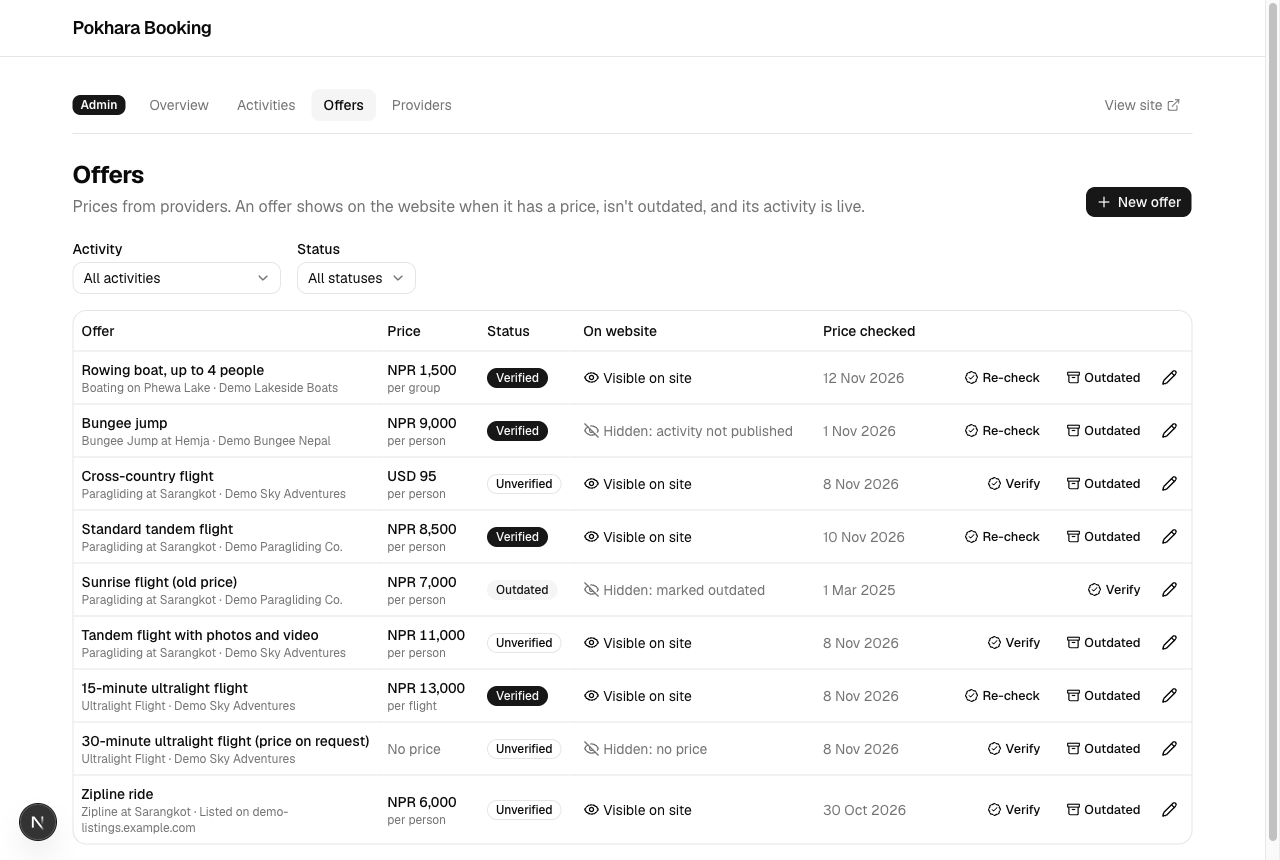 Pokhara Booking
Admin Overview Activities Offers Providers View site
Offers
Prices from providers. An offer shows on the website when it has a price, isn't outdated, and its activity is live.
New offer
Activity Status
All activities All statuses
Offer Price Status On website Price checked
Rowing boat, up to 4 people NPR 1,500 Verified Visible on site 12 Nov 2026 Re-check Outdated
Boating on Phewa Lake · Demo Lakeside Boats per group
Bungee jump NPR 9,000 Verified Hidden: activity not published 1 Nov 2026 Re-check Outdated
Bungee Jump at Hemja · Demo Bungee Nepal per person
Cross-country flight USD 95 Unverified Visible on site 8 Nov 2026 Verify Outdated
Paragliding at Sarangkot · Demo Sky Adventures per person
Standard tandem flight NPR 8,500 Verified Visible on site 10 Nov 2026 Re-check Outdated
Paragliding at Sarangkot · Demo Paragliding Co. per person
Sunrise flight (old price) NPR 7,000 Outdated Hidden: marked outdated 1 Mar 2025 Verify
Paragliding at Sarangkot · Demo Paragliding Co. per person
Tandem flight with photos and video NPR 11,000 Unverified Visible on site 8 Nov 2026 Verify Outdated
Paragliding at Sarangkot · Demo Sky Adventures per person
15-minute ultralight flight NPR 13,000 Verified Visible on site 8 Nov 2026 Re-check Outdated
Ultralight Flight · Demo Sky Adventures per flight
30-minute ultralight flight (price on request) No price Unverified Hidden: no price 8 Nov 2026 Verify Outdated
Ultralight Flight · Demo Sky Adventures
Zipline ride NPR 6,000 Unverified Visible on site 30 Oct 2026 Verify Outdated
Zipline at Sarangkot · Listed on demo- per person
listings.example.com
N